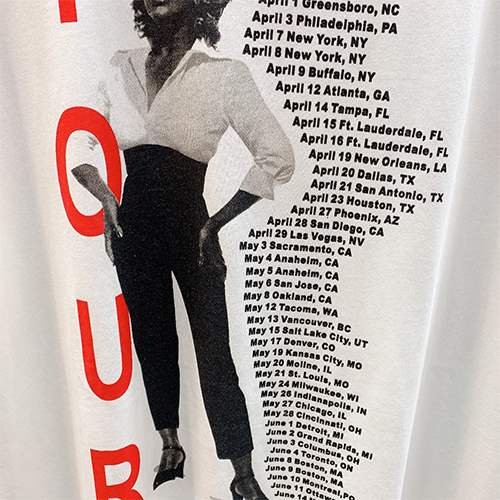 April 1 Greensboro, NC
April 3 Philadelphia, PA
April 7 New York, NY
April 8 New York, NY
April 9 Buffalo, NY
April 12 Atlanta, GA
April 14 Tampa, FL
April 15 Ft. Lauderdale, FL
April 16 Ft. Lauderdale, FL
April 19 New Orleans, LA
April 20 Dallas, TX
April 21 San Antonio, TX
April 23 Houston, TX
April 27 Phoenix, AZ
April 28 San Diego, CA
April 29 Las Vegas, NV
May 3 Sacramento, CA
May 4 Anaheim, CA
May 5 Anaheim, CA
May 6 San Jose, CA
May 8 Oakland, CA
May 12 Tacoma, WA
May 13 Vancouver, BC
May 15 Salt Lake City, UT
May 17 Denver, CO
May 19 Kansas City, MO
May 20 Moline, IL
May 21 St. Louis, MO
May 24 Milwaukee, WI
May 26 Indianapolis, IN
May 27 Chicago, IL
May 28 Cincinnati, OH
June 1 Detroit, MI
June 2 Grand Rapids, MI
June 3 Columbus, OH
June 4 Toronto, ON
June 8 Boston, MA
June 9 Boston, MA
June 10 Montreal,
June 11 Ottawa,
June 14
O
U
R